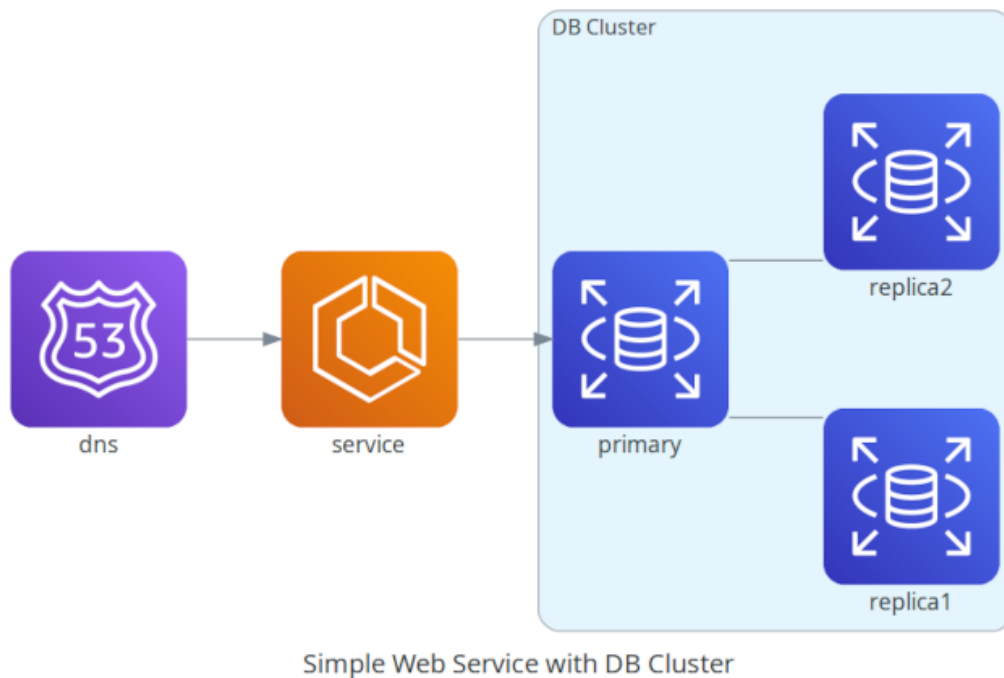 DB Cluster
replica2
53
dns
service
primary
replica1
Simple Web Service with DB Cluster